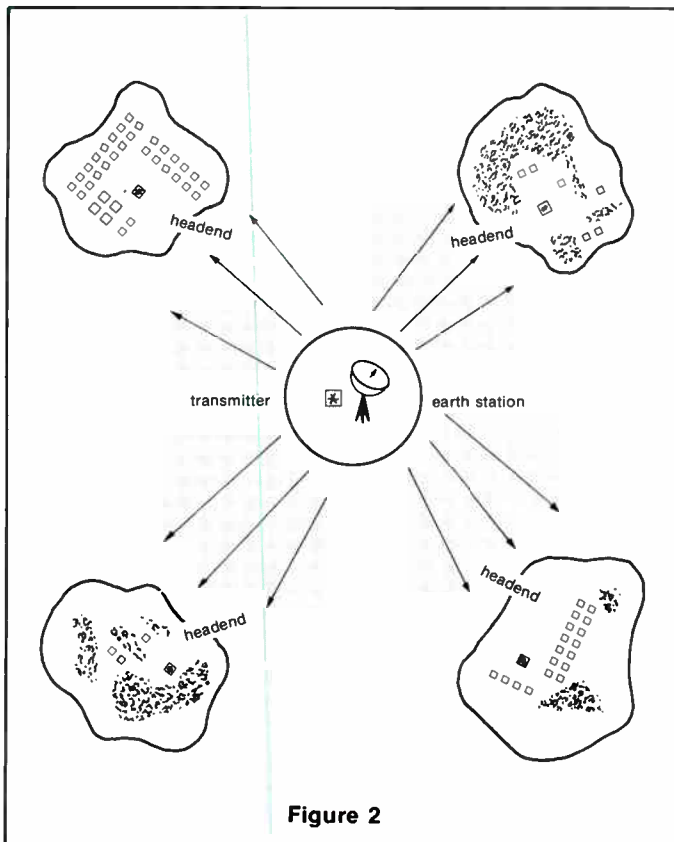 headend
headend
transmitter
earth station
headend
headend
Figure 2